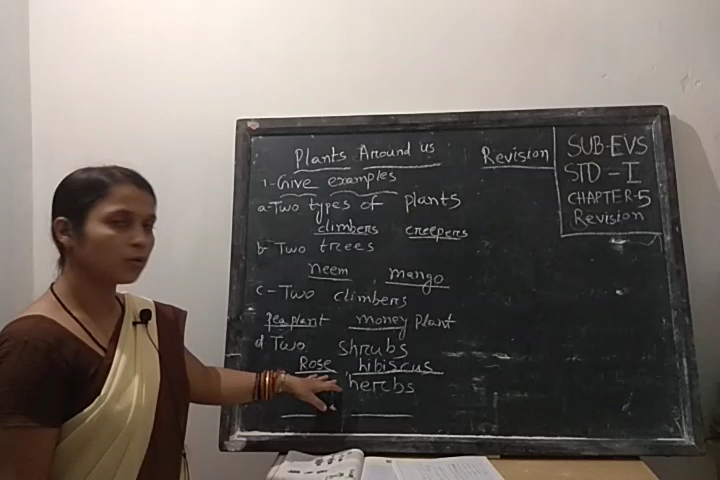 Plants Around us
Revision
1- Give examples
a- Two types of plants
climbers creepers
b- Two trees
neem mango
c- Two climbers
Pea plant money plant
d Two shrubs
Rose hibiscus
herbs
SUB-EVS
STD - I
CHAPTER-5
Revision